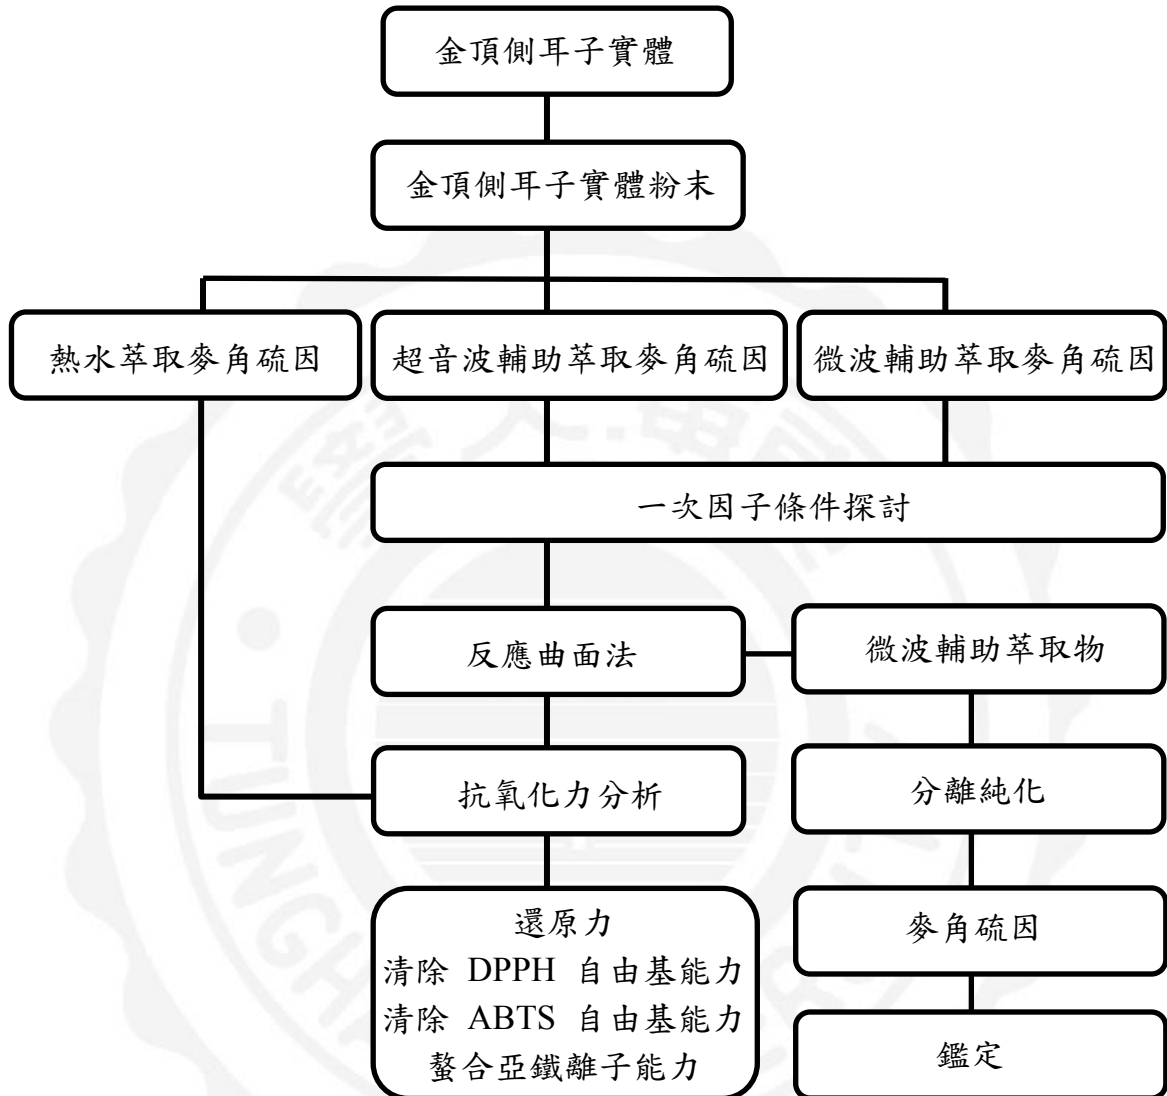 金頂側耳子實體
金頂側耳子實體粉末
熱水萃取麥角硫因
超音波輔助萃取麥角硫因
微波輔助萃取麥角硫因
一次因子條件探討
反應曲面法
微波輔助萃取物
抗氧化力分析
分離純化
還原力
清除 DPPH 自由基能力
清除 ABTS 自由基能力
螯合亞鐵離子能力
麥角硫因
鑑定